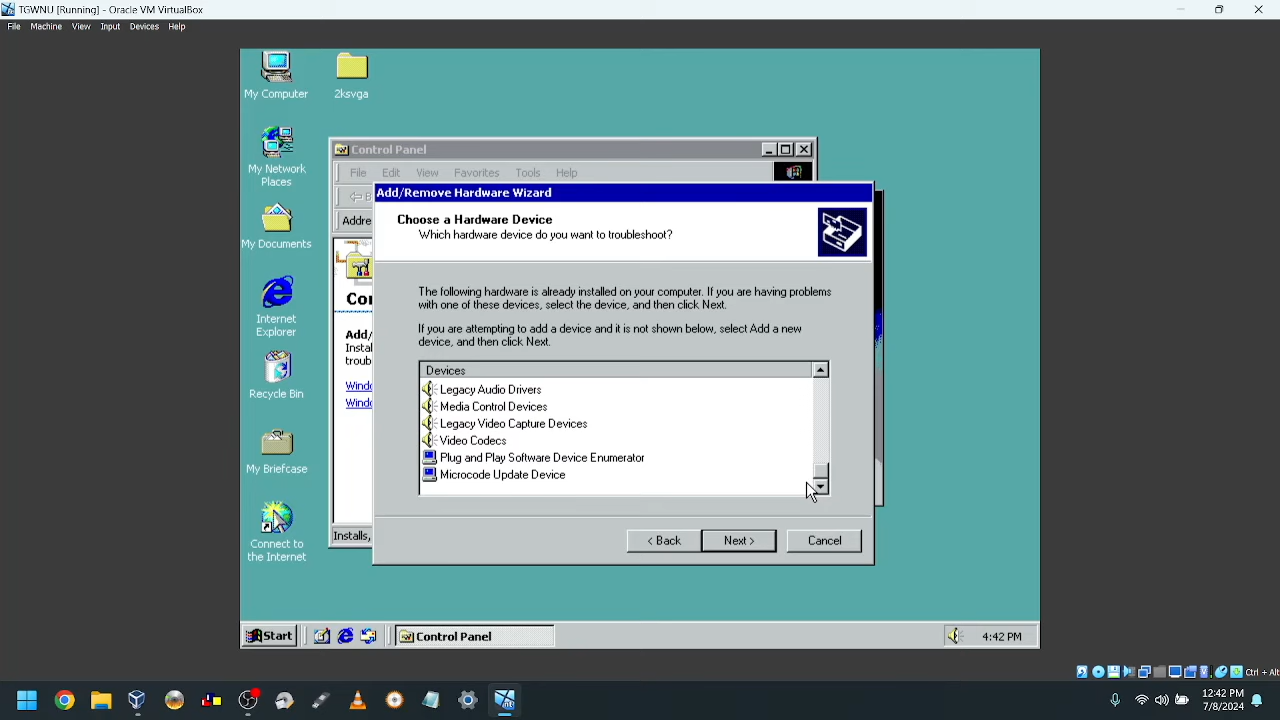 TGWNU [Running] - Oracle VM VirtualBox
File Machine View Input Devices Help
My Computer
2ksvga
My Network
Places
My Documents
Internet
Explorer
Recycle Bin
My Briefcase
Connect to
the Internet
Control Panel
File Edit View Favorites Tools Help
Addre
Add/
Instal
troub
Windo
Windo
Installs,
Add/Remove Hardware Wizard
Choose a Hardware Device
Which hardware device do you want to troubleshoot?
The following hardware is already installed on your computer. If you are having problems
with one of these devices, select the device, and then click Next.
If you are attempting to add a device and it is not shown below, select Add a new
device, and then click Next.
Devices
Legacy Audio Drivers
Media Control Devices
Legacy Video Capture Devices
Video Codecs
Plug and Play Software Device Enumerator
Microcode Update Device
< Back Next > Cancel
Start Control Panel 4:42 PM
Ctrl + Alt
12:42 PM
7/8/2024